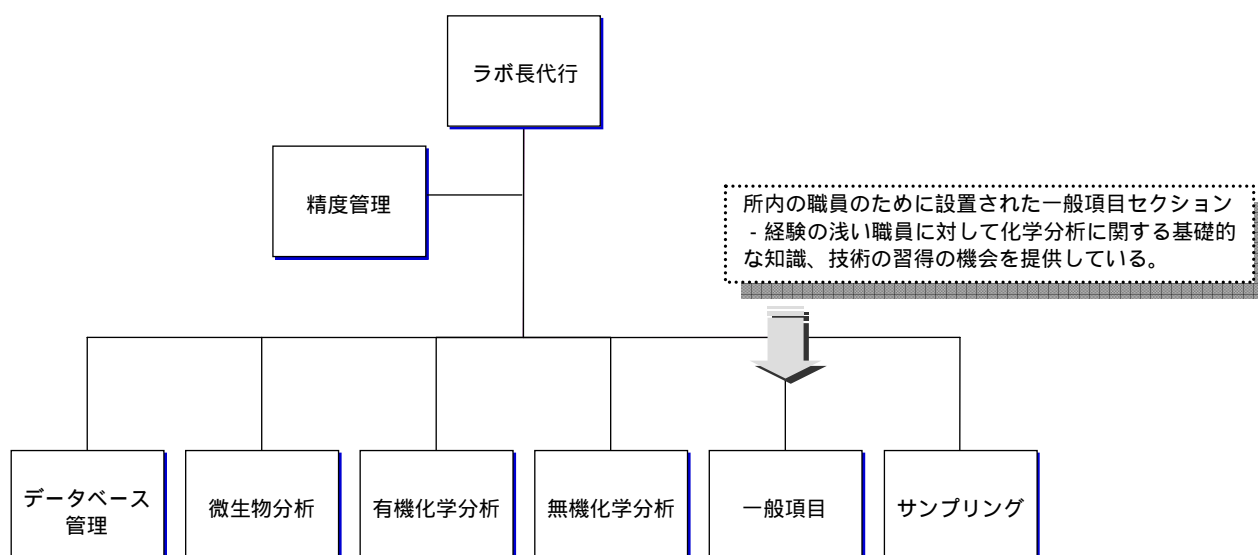 ラボ長代行
精度管理
所内の職員のために設置された一般項目セクション
- 経験の浅い職員に対して化学分析に関する基礎的
な知識、技術の習得の機会を提供している。
データベース
管理
微生物分析
有機化学分析
無機化学分析
一般項目
サンプリング